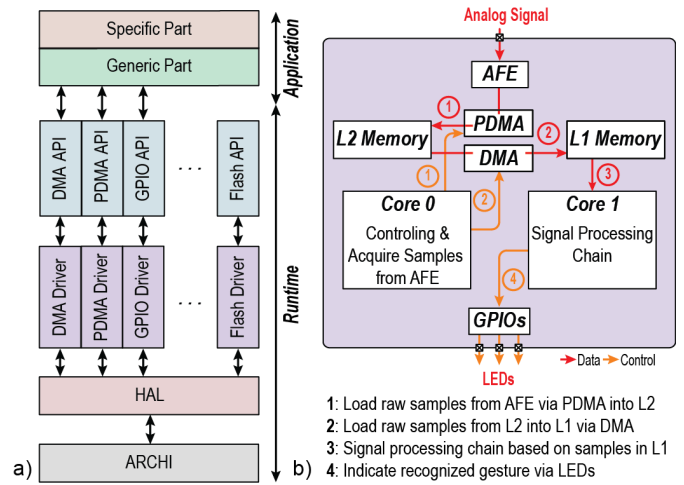 Specific Part
Generic Part
Application
DMA API
PDMA API
GPIO API
. . .
Flash API
DMA Driver
PDMA Driver
GPIO Driver
. . .
Flash Driver
Runtime
HAL
ARCHI
a)
Analog Signal
AFE
1
PDMA
2
L2 Memory
DMA
L1 Memory
1
2
3
Core 0
Controling &
Acquire Samples
from AFE
Core 1
Signal Processing
Chain
4
GPIOs
LEDs
Data
Control
b)
1: Load raw samples from AFE via PDMA into L2
2: Load raw samples from L2 into L1 via DMA
3: Signal processing chain based on samples in L1
4: Indicate recognized gesture via LEDs